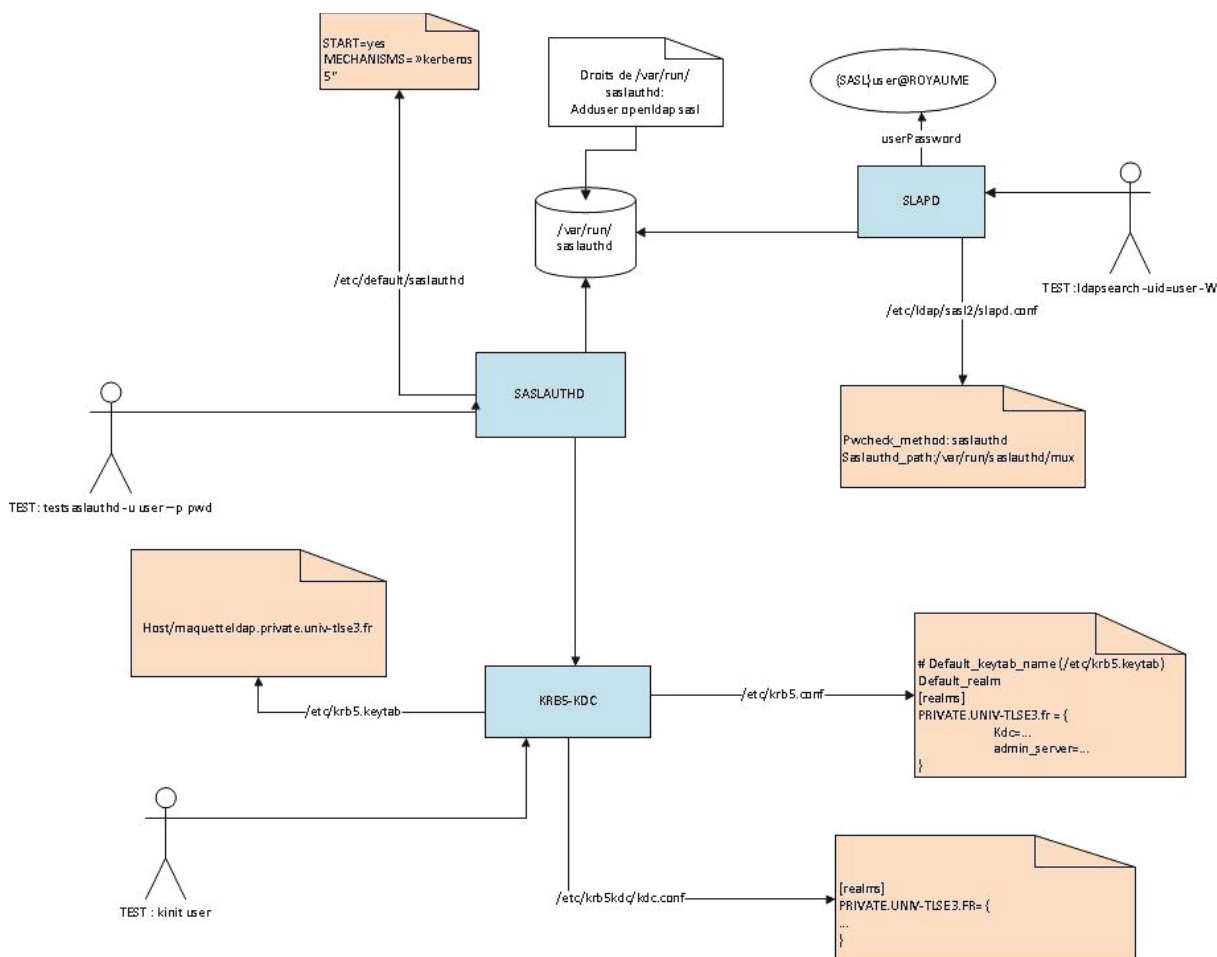 START=yes
MECHANISMS= »kerberos
5"
Droits de /var/run/
saslauthd:
Adduser openldap sasl
{SASL}user@ROYAUME
userPassword
SLAPD
/var/run/
saslauthd
/etc/default/saslauthd
TEST : ldapsearch -uid=user -W
/etc/ldap/sasl2/slapd.conf
SASLAUTHD
Pwcheck_method: saslauthd
Saslauthd_path:/var/run/saslauthd/mux
TEST : testsaslauthd -u user –p pwd
Host/maquetteldap.private.univ-tlse3.fr
# Default_keytab_name (/etc/krb5.keytab)
Default_realm
[realms]
PRIVATE.UNIV-TLSE3.fr = {
Kdc=...
admin_server=...
}
/etc/krb5.keytab
KRB5-KDC
/etc/krb5.conf
TEST : kinit user
/etc/krb5kdc/kdc.conf
[realms]
PRIVATE.UNIV-TLSE3.FR= {
...
}